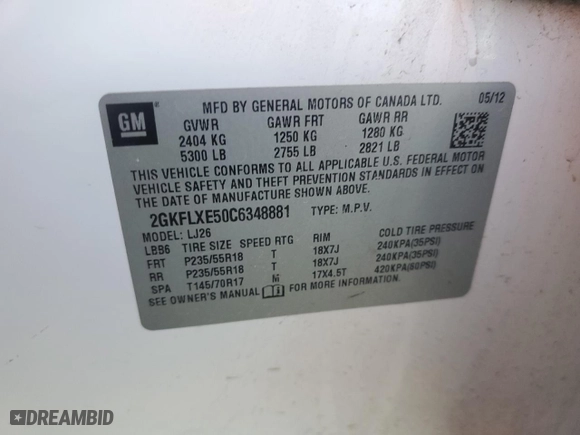 GM
MFD BY GENERAL MOTORS OF CANADA LTD. 05/12
GVWR GAWR FRT GAWR RR
2404 KG 1250 KG 1280 KG
5300 LB 2755 LB 2821 LB
THIS VEHICLE CONFORMS TO ALL APPLICABLE U.S. FEDERAL MOTOR
VEHICLE SAFETY AND THEFT PREVENTION STANDARDS IN EFFECT ON
THE DATE OF MANUFACTURE SHOWN ABOVE.
2GKFLXE50C6348881 TYPE: M.P.V.
MODEL: LJ26
LBB6 TIRE SIZE SPEED RTG RIM COLD TIRE PRESSURE
FRT P235/55R18 T 18X7J 240KPA(35PSI)
RR P235/55R18 T 18X7J 240KPA(35PSI)
SPA T145/70R17 M 17X4.5T 420KPA(60PSI)
SEE OWNER'S MANUAL FOR MORE INFORMATION.
DREAMBID